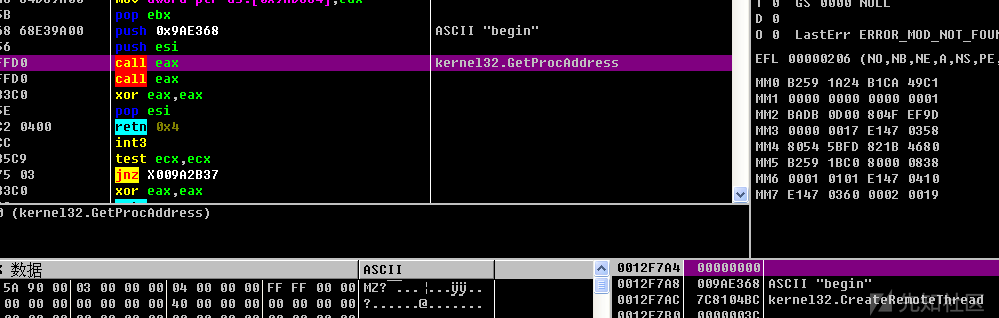 pop ebx
68 68E39A00 push 0x9AE368 ASCII "begin"
56 push esi
FFD0 call eax kernel32.GetProcAddress
FFD0 call eax
33C0 xor eax,eax
5E pop esi
C2 0400 retn 0x4
CC int3
85C9 test ecx,ecx
75 03 jnz X009A2B37
33C0 xor eax,eax
(kernel32.GetProcAddress)
T 0 GS 0000 NULL
D 0
O 0 LastErr ERROR_MOD_NOT_FOUN
EFL 00000206 (NO,NB,NE,A,NS,PE,
MM0 B259 1A24 B1CA 49C1
MM1 0000 0000 0000 0001
MM2 BADB 0D00 804F EF9D
MM3 0000 0017 E147 0358
MM4 8054 5BFD 821B 4680
MM5 B259 1BC0 8000 0838
MM6 0001 0101 E147 0410
MM7 E147 0360 0002 0019
数据 ASCII
5A 90 00 03 00 00 00 04 00 00 00 FF FF 00 00 MZ? ... ¦...ÿÿ..
00 00 00 00 00 00 00 40 00 00 00 00 00 00 00 ?......@.......
0012F7A4 00000000
0012F7A8 009AE368 ASCII "begin"
0012F7AC 7C8104BC kernel32.CreateRemoteThread
0012F7B0 0000003C
先知社区